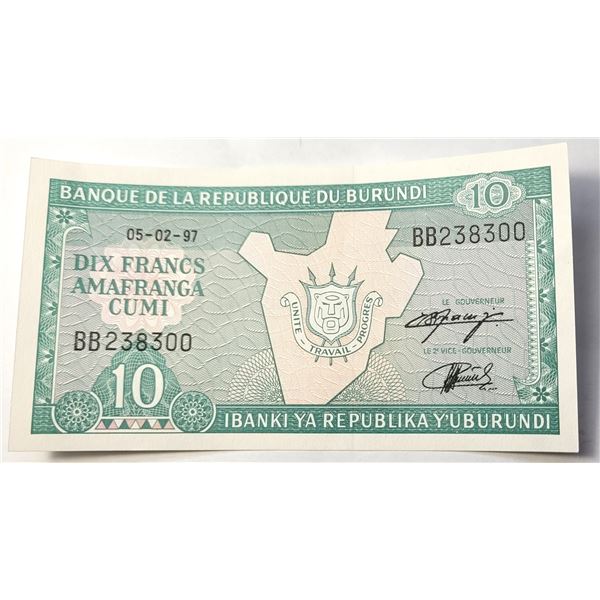 BANQUE DE LA REPUBLIQUE DU BURUNDI
10
05-02-97
BB238300
DIX FRANCS
AMAFRANGA
CUMI
UNITE - TRAVAIL - PROGRES
LE GOUVERNEUR
BB238300
LE 2e VICE-GOUVERNEUR
10
IBANKI YA REPUBLIKA Y'UBURUNDI